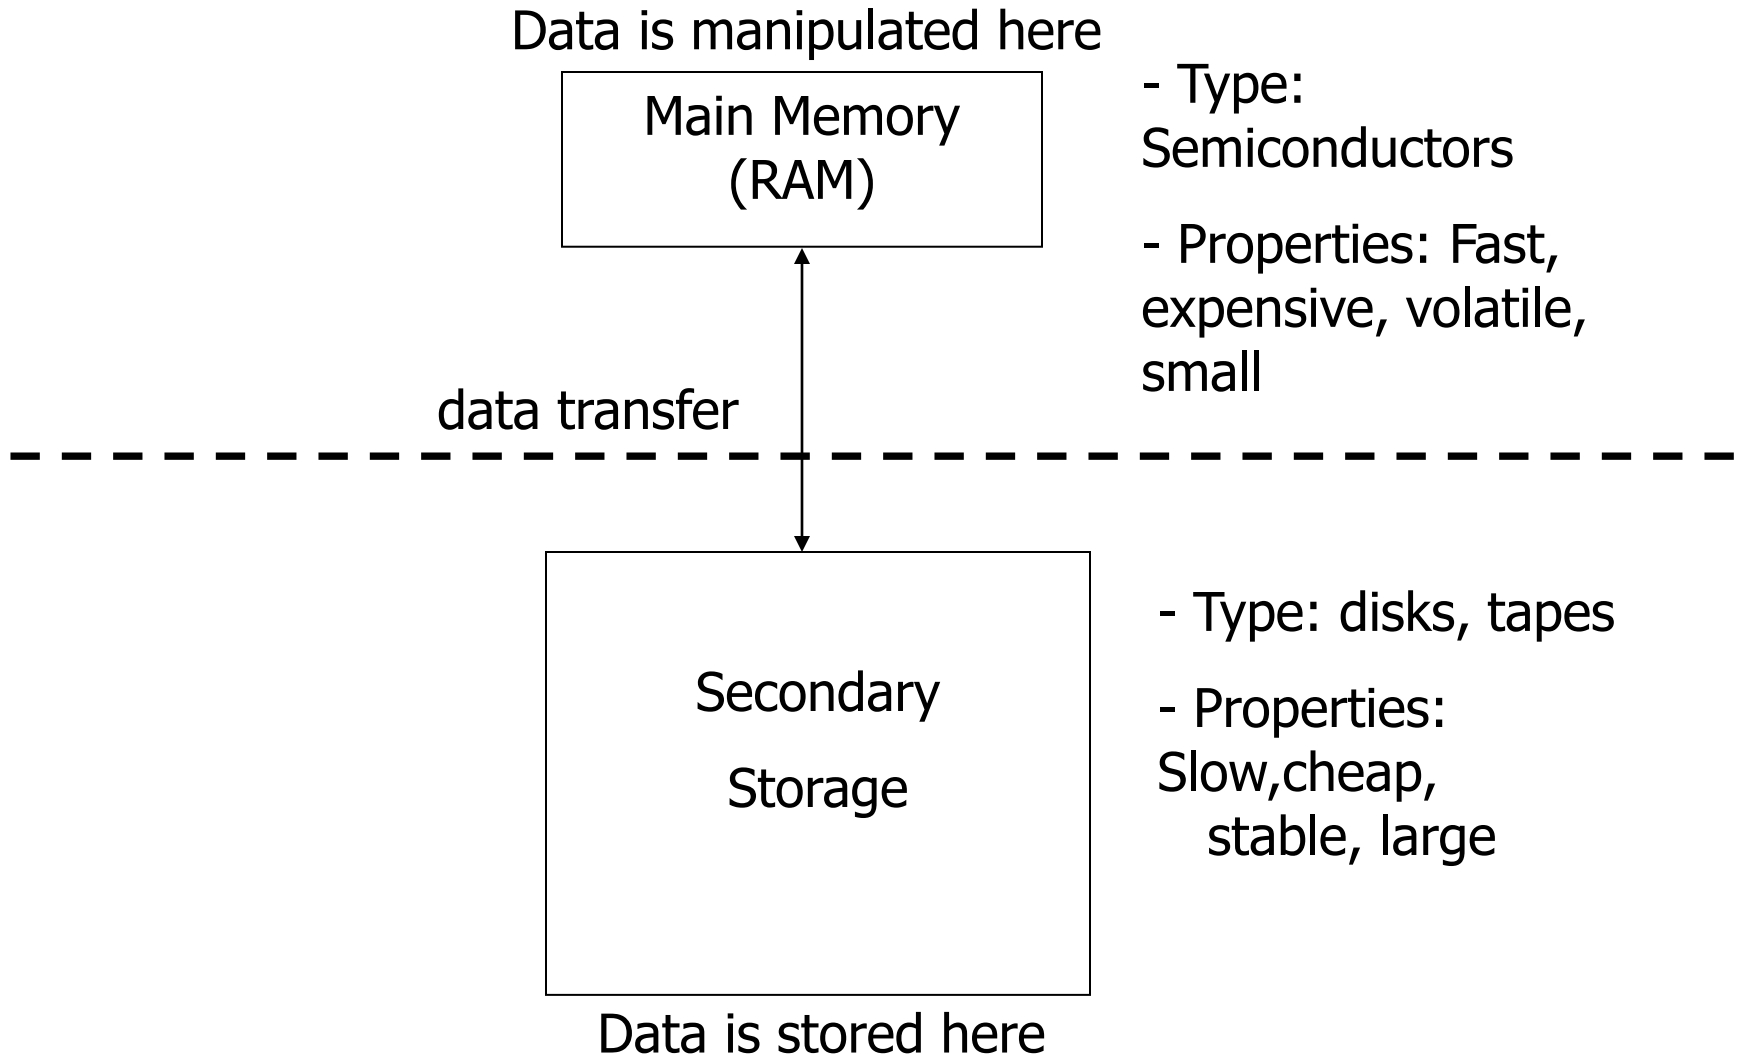 Data is manipulated here
Main Memory
(RAM)
- Type:
Semiconductors
- Properties: Fast,
expensive, volatile,
small
data transfer
Secondary
Storage
- Type: disks, tapes
- Properties:
Slow,cheap,
stable, large
Data is stored here